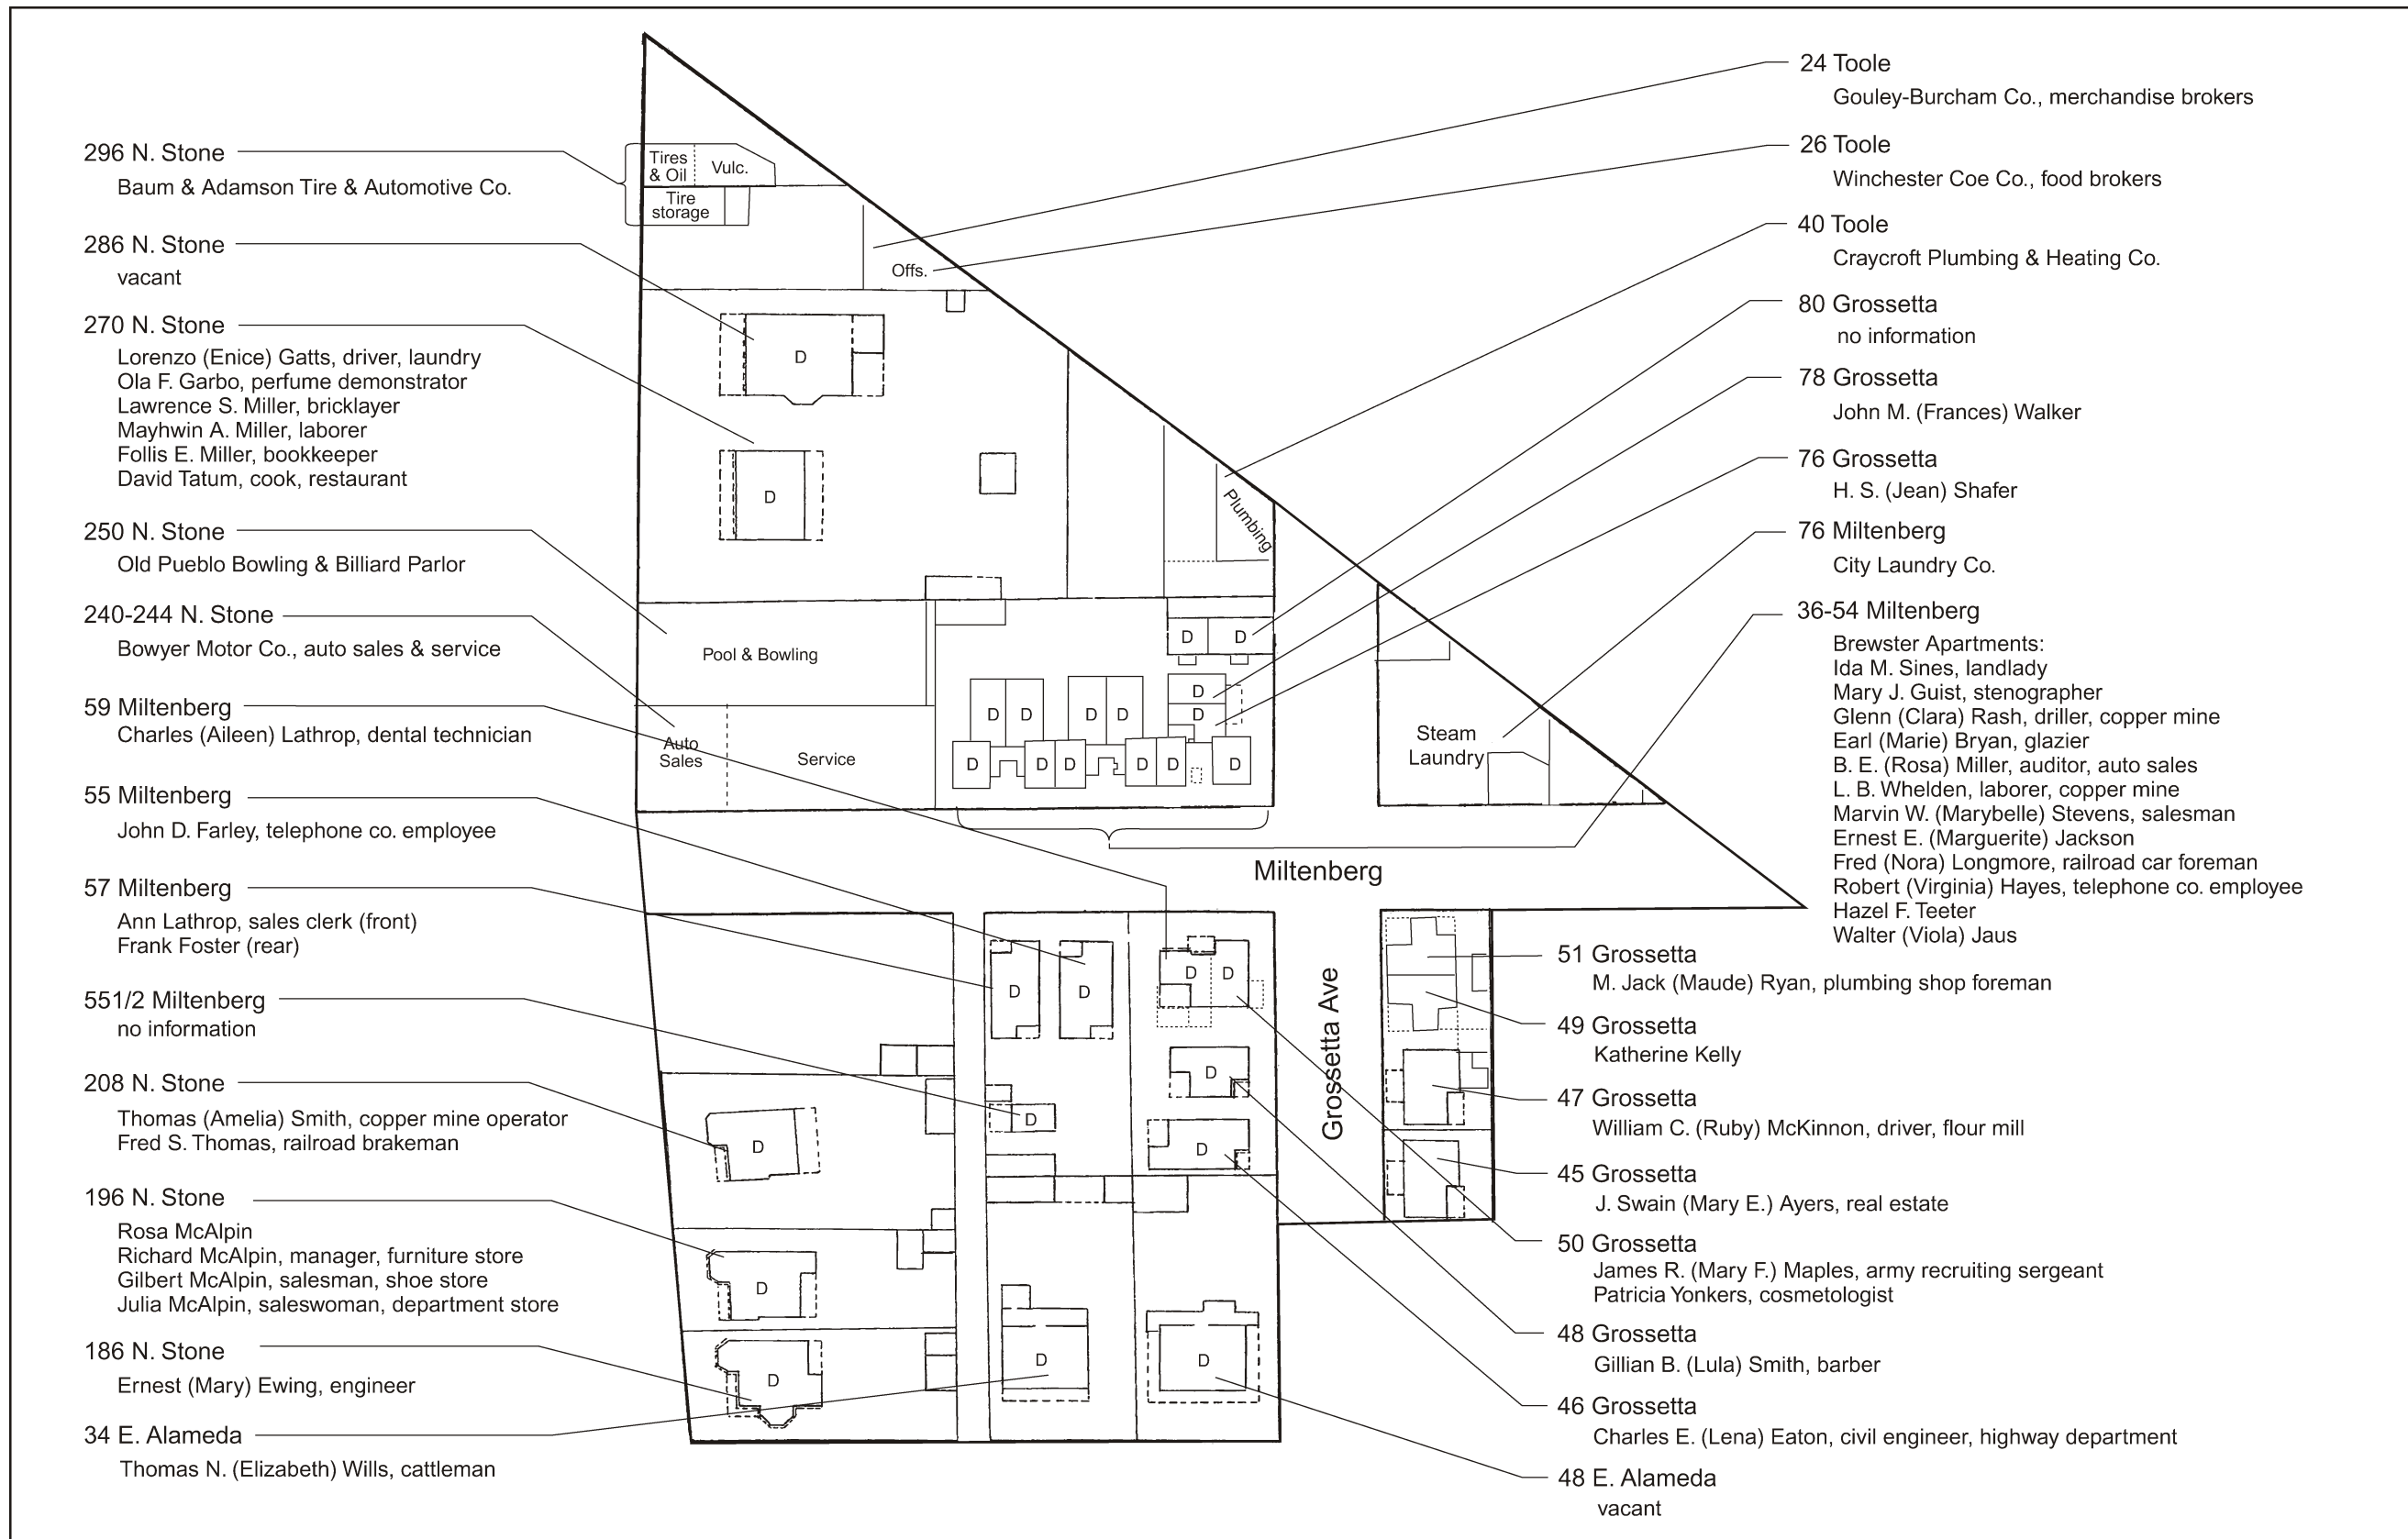 296 N. Stone
Baum & Adamson Tire & Automotive Co.
286 N. Stone
vacant
270 N. Stone
Lorenzo (Enice) Gatts, driver, laundry
Ola F. Garbo, perfume demonstrator
Lawrence S. Miller, bricklayer
Mayhwin A. Miller, laborer
Follis E. Miller, bookkeeper
David Tatum, cook, restaurant
250 N. Stone
Old Pueblo Bowling & Billiard Parlor
240-244 N. Stone
Bowyer Motor Co., auto sales & service
59 Miltenberg
Charles (Aileen) Lathrop, dental technician
55 Miltenberg
John D. Farley, telephone co. employee
57 Miltenberg
Ann Lathrop, sales clerk (front)
Frank Foster (rear)
551/2 Miltenberg
no information
208 N. Stone
Thomas (Amelia) Smith, copper mine operator
Fred S. Thomas, railroad brakeman
196 N. Stone
Rosa McAlpin
Richard McAlpin, manager, furniture store
Gilbert McAlpin, salesman, shoe store
Julia McAlpin, saleswoman, department store
186 N. Stone
Ernest (Mary) Ewing, engineer
34 E. Alameda
Thomas N. (Elizabeth) Wills, cattleman
Tires
& Oil
Vulc.
Tire
storage
Offs.
D
D
Plumbing
Pool & Bowling
D
D
D
D
D
D
D
D
D
D
D
D
D
D
Auto
Sales
Service
Steam
Laundry
Miltenberg
Grossetta Ave
D
D
D
D
D
D
D
D
D
D
D
D
24 Toole
Gouley-Burcham Co., merchandise brokers
26 Toole
Winchester Coe Co., food brokers
40 Toole
Craycroft Plumbing & Heating Co.
80 Grossetta
no information
78 Grossetta
John M. (Frances) Walker
76 Grossetta
H. S. (Jean) Shafer
76 Miltenberg
City Laundry Co.
36-54 Miltenberg
Brewster Apartments:
Ida M. Sines, landlady
Mary J. Guist, stenographer
Glenn (Clara) Rash, driller, copper mine
Earl (Marie) Bryan, glazier
B. E. (Rosa) Miller, auditor, auto sales
L. B. Whelden, laborer, copper mine
Marvin W. (Marybelle) Stevens, salesman
Ernest E. (Marguerite) Jackson
Fred (Nora) Longmore, railroad car foreman
Robert (Virginia) Hayes, telephone co. employee
Hazel F. Teeter
Walter (Viola) Jaus
51 Grossetta
M. Jack (Maude) Ryan, plumbing shop foreman
49 Grossetta
Katherine Kelly
47 Grossetta
William C. (Ruby) McKinnon, driver, flour mill
45 Grossetta
J. Swain (Mary E.) Ayers, real estate
50 Grossetta
James R. (Mary F.) Maples, army recruiting sergeant
Patricia Yonkers, cosmetologist
48 Grossetta
Gillian B. (Lula) Smith, barber
46 Grossetta
Charles E. (Lena) Eaton, civil engineer, highway department
48 E. Alameda
vacant